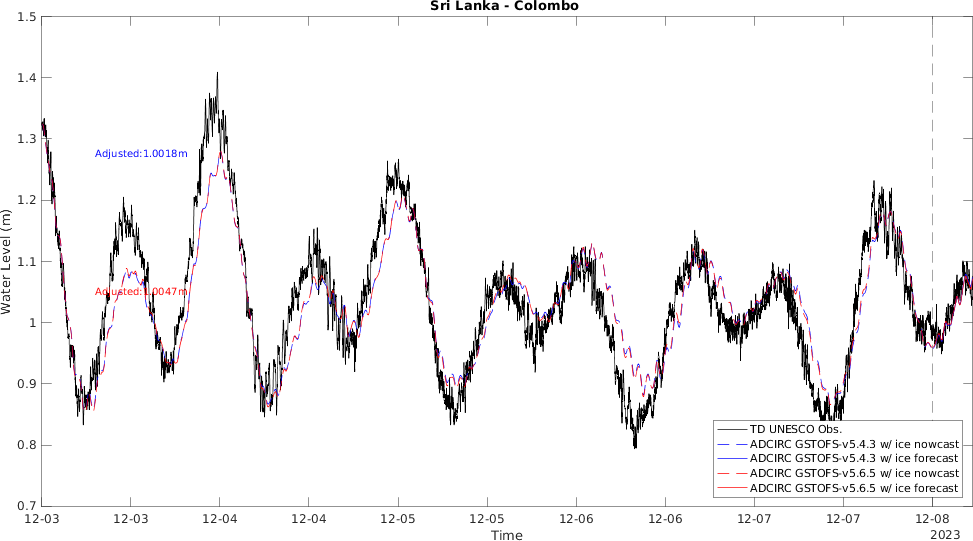 Sri Lanka - Colombo
1.5
1.4
1.3
1.2
1.1
1
0.9
0.8
0.7
Water Level (m)
Adjusted:1.0018m
Adjusted:1.0047m
TD UNESCO Obs.
ADCIRC GSTOFS-v5.4.3 w/ ice nowcast
ADCIRC GSTOFS-v5.4.3 w/ ice forecast
ADCIRC GSTOFS-v5.6.5 w/ ice nowcast
ADCIRC GSTOFS-v5.6.5 w/ ice forecast
12-03 12-03 12-04 12-04 12-05 12-05 12-06 12-06 12-07 12-07 12-08
2023
Time